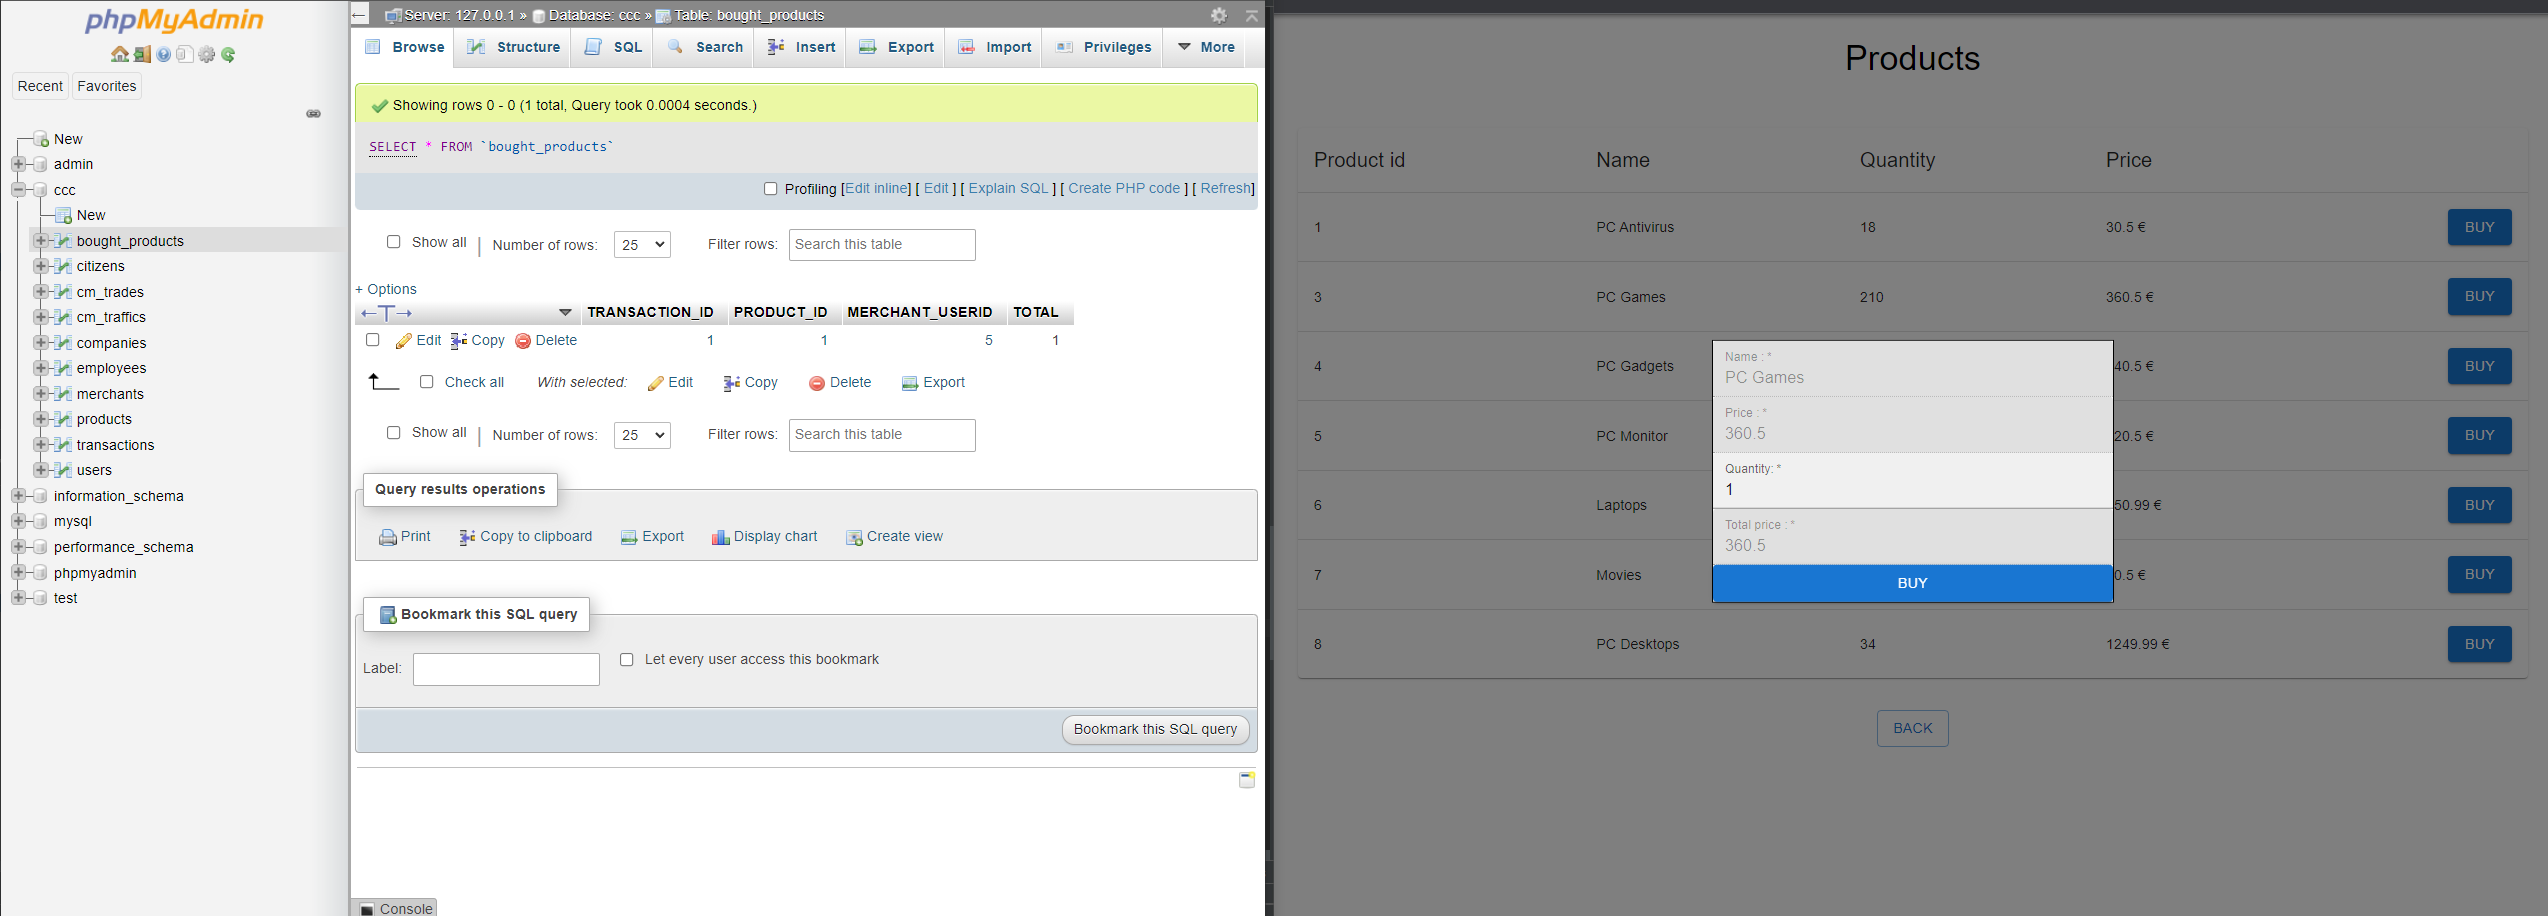 phpMyAdmin
Recent Favorites
New
admin
ccc
New
bought_products
citizens
cm_trades
cm_traffics
companies
employees
merchants
products
transactions
users
information_schema
mysql
performance_schema
phpmyadmin
test
Server: 127.0.0.1 » Database: ccc » Table: bought_products
Browse Structure SQL Search Insert Export Import Privileges More
Showing rows 0 - 0 (1 total, Query took 0.0004 seconds.)
SELECT * FROM `bought_products`
Profiling [Edit inline] [ Edit ] [ Explain SQL ] [ Create PHP code ] [ Refresh]
Show all | Number of rows: 25 Filter rows: Search this table
+ Options
←T→ TRANSACTION_ID PRODUCT_ID MERCHANT_USERID TOTAL
Edit Copy Delete 1 1 5 1
Check all With selected: Edit Copy Delete Export
Show all | Number of rows: 25 Filter rows: Search this table
Query results operations
Print Copy to clipboard Export Display chart Create view
Bookmark this SQL query
Label: Let every user access this bookmark
Bookmark this SQL query
Console
Products
Product id Name Quantity Price
1 PC Antivirus 18 30.5 € BUY
3 PC Games 210 360.5 € BUY
4 PC Gadgets 40.5 € BUY
5 PC Monitor 20.5 € BUY
6 Laptops 50.99 € BUY
7 Movies 0.5 € BUY
8 PC Desktops 34 1249.99 € BUY
Name : *
PC Games
Price : *
360.5
Quantity: *
1
Total price : *
360.5
BUY
BACK